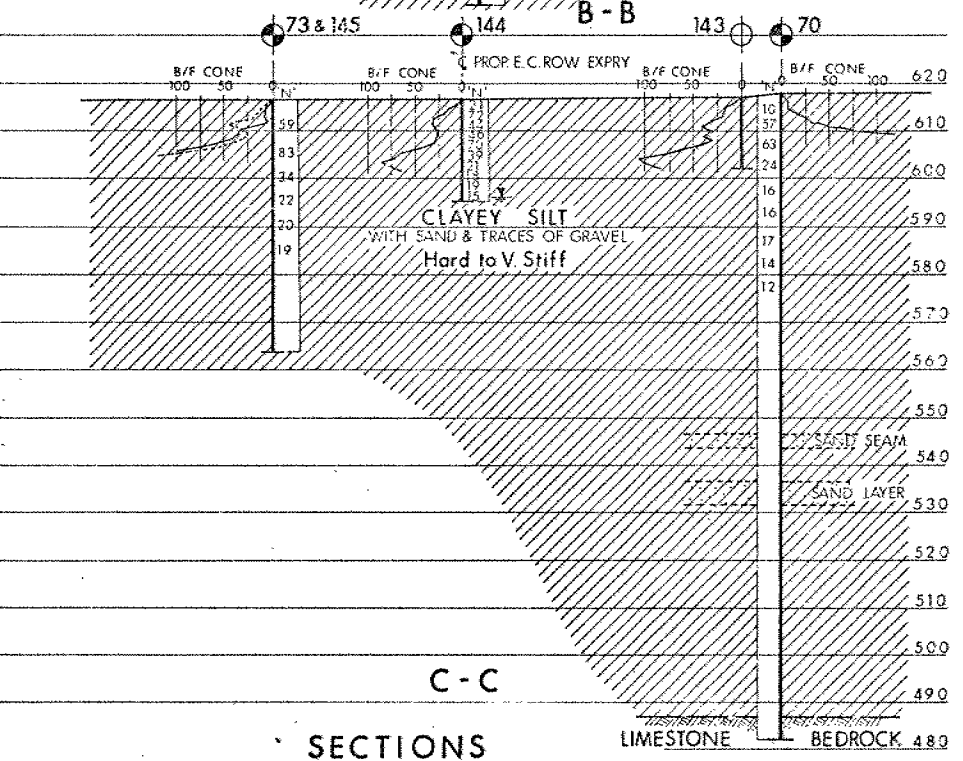 B - B
73 & 145
144
143
70
℄ PROP. E.C. ROW EXPRY
B/F CONE
B/F CONE
B/F CONE
B/F CONE
100 50 0 'N'
100 50 0 'N'
100 50 0 'N' 0 50 100
620
610
600
590
580
570
560
550
540
530
520
510
500
490
480
59
83
34
22
20
19
10
57
63
24
16
16
17
14
12
CLAYEY SILT
WITH SAND & TRACES OF GRAVEL
Hard to V. Stiff
SAND SEAM
SAND LAYER
C - C
LIMESTONE BEDROCK
SECTIONS